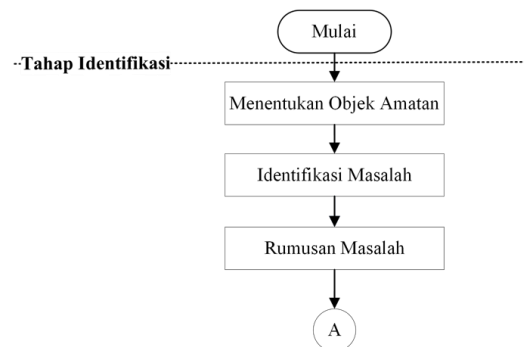 Mulai
Tahap Identifikasi
Menentukan Objek Amatan
Identifikasi Masalah
Rumusan Masalah
A